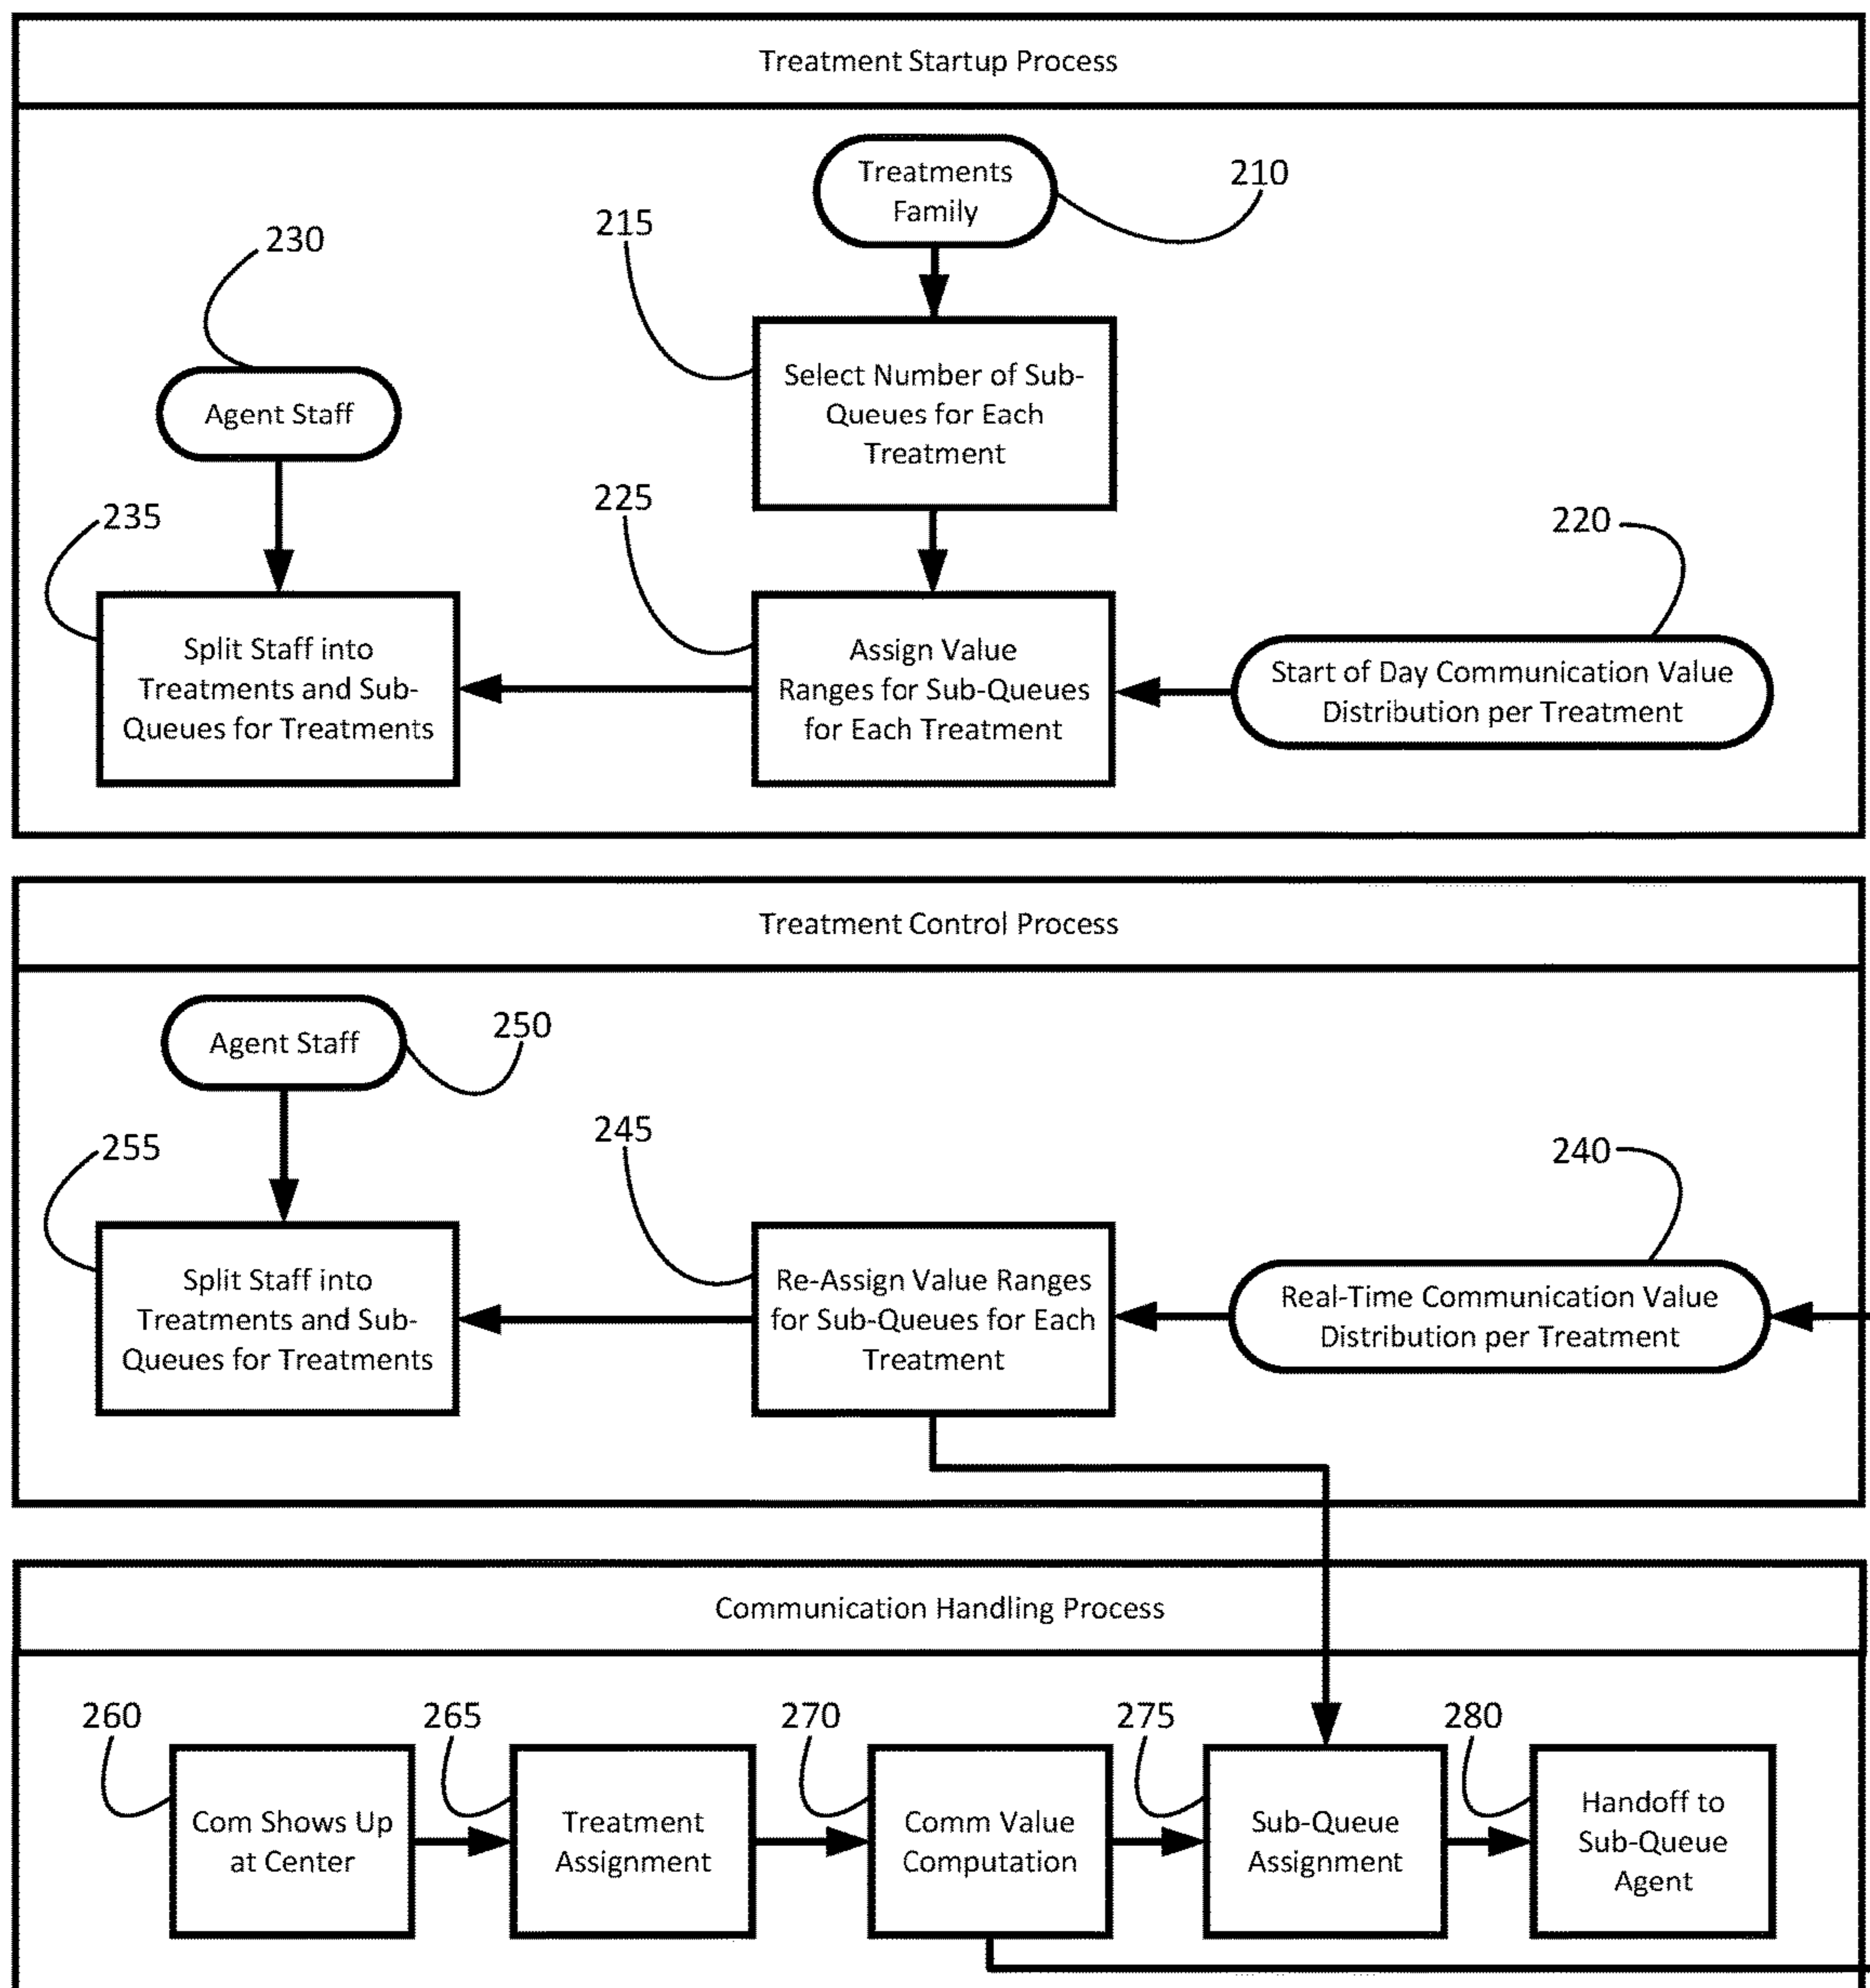 Treatment Startup Process
Treatments
Family
210
215
230
Select Number of Sub-
Queues for Each
Treatment
Agent Staff
225
235
220
Split Staff into
Treatments and Sub-
Queues for Treatments
Assign Value
Ranges for Sub-Queues
for Each Treatment
Start of Day Communication Value
Distribution per Treatment
Treatment Control Process
Agent Staff
250
245
255
240
Split Staff into
Treatments and Sub-
Queues for Treatments
Re-Assign Value Ranges
for Sub-Queues for Each
Treatment
Real-Time Communication Value
Distribution per Treatment
Communication Handling Process
260
265
270
275
280
Com Shows Up
at Center
Treatment
Assignment
Comm Value
Computation
Sub-Queue
Assignment
Handoff to
Sub-Queue
Agent